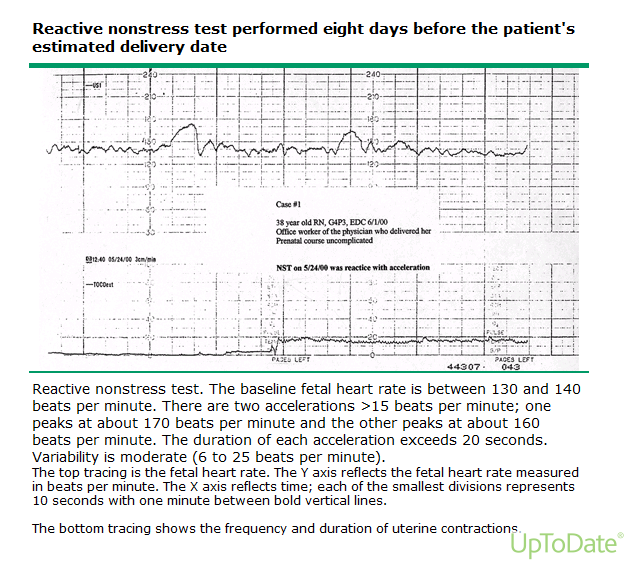 Reactive nonstress test performed eight days before the patient's
estimated delivery date
US1
240
240
210
210
180
180
120
120
Case #1
38 year old RN, G4P3, EDC 6/1/00
Office worker of the physician who delivered her
Prenatal course uncomplicated
12:40 05/24/00 3cm/min
NST on 5/24/00 was reactice with acceleration
TOCOext
PAGES LEFT
PAGES LEFT
44307· 043
Reactive nonstress test. The baseline fetal heart rate is between 130 and 140
beats per minute. There are two accelerations >15 beats per minute; one
peaks at about 170 beats per minute and the other peaks at about 160
beats per minute. The duration of each acceleration exceeds 20 seconds.
Variability is moderate (6 to 25 beats per minute).
The top tracing is the fetal heart rate. The Y axis reflects the fetal heart rate measured
in beats per minute. The X axis reflects time; each of the smallest divisions represents
10 seconds with one minute between bold vertical lines.
The bottom tracing shows the frequency and duration of uterine contractions.
UpToDate®